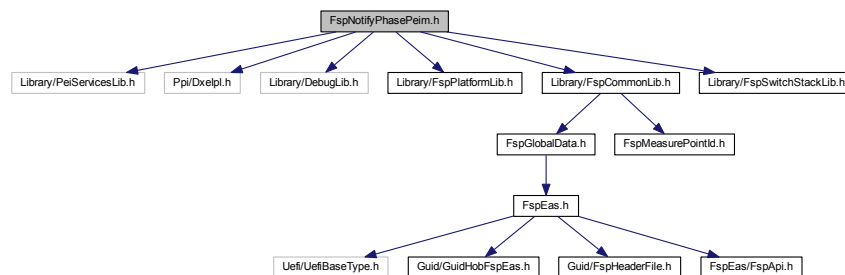 FspNotifyPhasePeim.h
Library/PeiServicesLib.h
Ppi/DxeIpl.h
Library/DebugLib.h
Library/FspPlatformLib.h
Library/FspCommonLib.h
Library/FspSwitchStackLib.h
FspGlobalData.h
FspMeasurePointId.h
FspEas.h
Uefi/UefiBaseType.h
Guid/GuidHobFspEas.h
Guid/FspHeaderFile.h
FspEas/FspApi.h